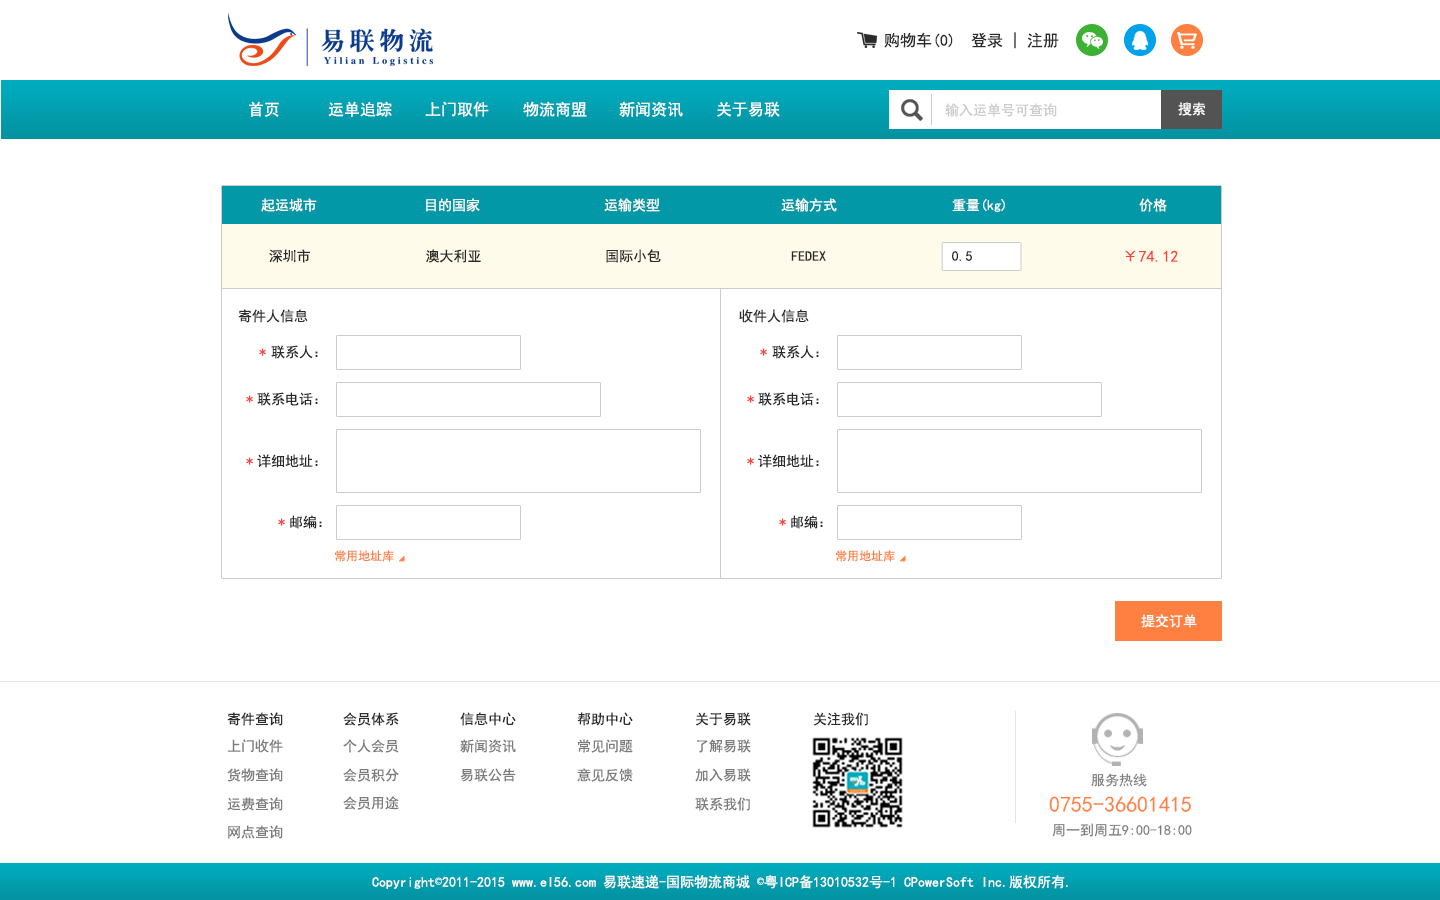 易联物流
Yilian Logistics
购物车(0) 登录 | 注册
首页 运单追踪 上门取件 物流商盟 新闻资讯 关于易联 输入运单号可查询 搜索
起运城市 目的国家 运输类型 运输方式 重量(kg) 价格
深圳市 澳大利亚 国际小包 FEDEX 0.5 ￥74.12
寄件人信息 收件人信息
* 联系人： * 联系人：
* 联系电话： * 联系电话：
* 详细地址： * 详细地址：
* 邮编： * 邮编：
常用地址库 常用地址库
提交订单
寄件查询 会员体系 信息中心 帮助中心 关于易联 关注我们
上门收件 个人会员 新闻资讯 常见问题 了解易联
货物查询 会员积分 易联公告 意见反馈 加入易联
运费查询 会员用途 联系我们
网点查询
服务热线
0755-36601415
周一到周五9:00-18:00
Copyright©2011-2015 www.el56.com 易联速递-国际物流商城 ©粤ICP备13010532号-1 CPowerSoft Inc.版权所有.